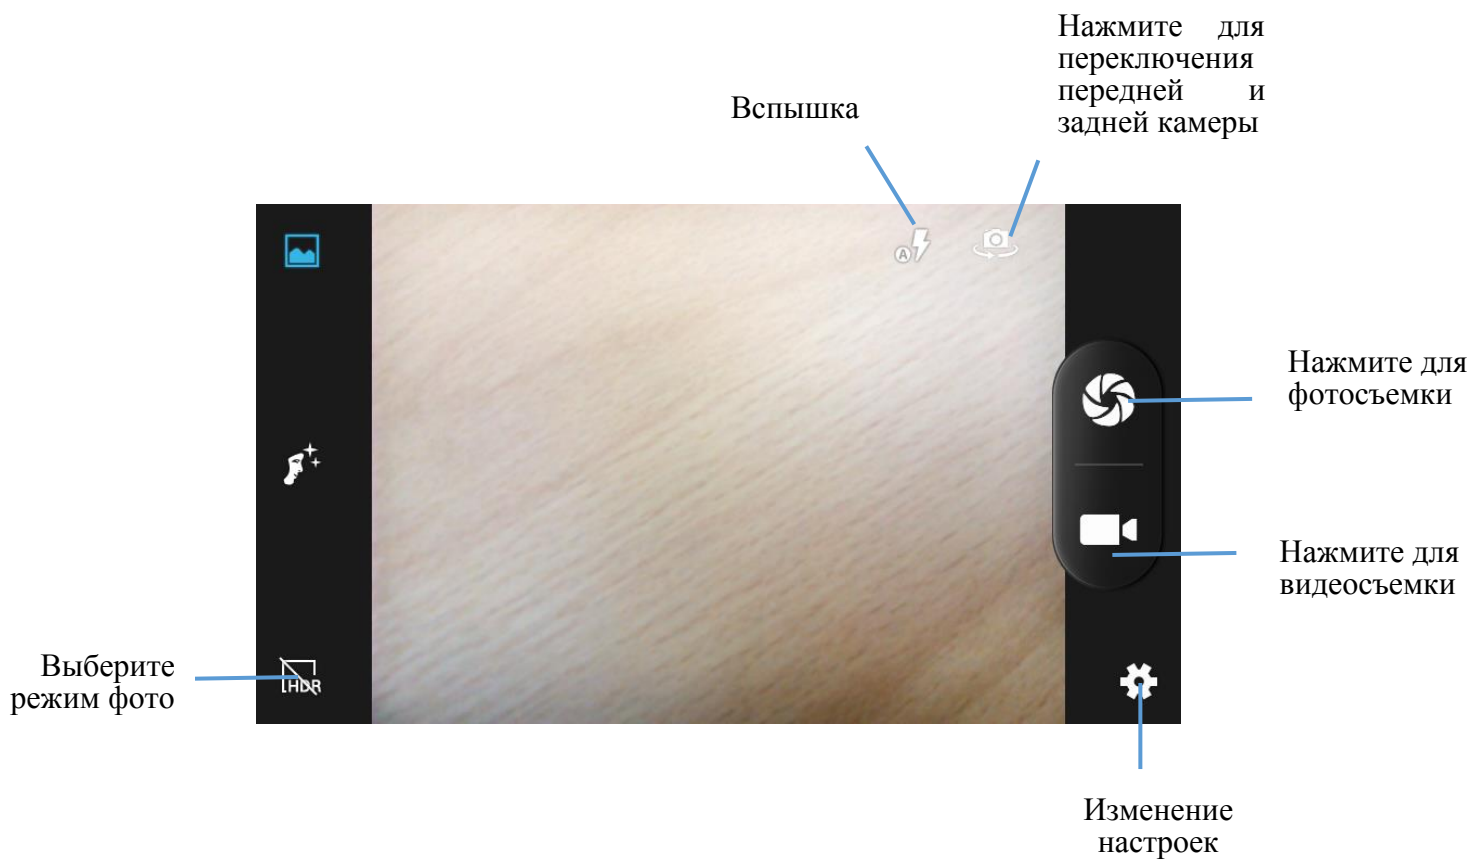 Нажмите для
переключения
передней и
задней камеры
Вспышка
A
Нажмите для
фотосъемки
Нажмите для
видеосъемки
Выберите
режим фото
HDR
Изменение
настроек